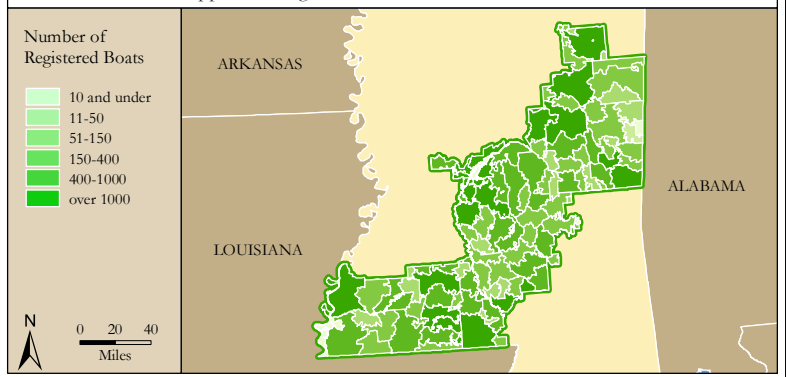 Number of
Registered Boats
10 and under
11-50
51-150
150-400
400-1000
over 1000
ARKANSAS
LOUISIANA
ALABAMA
N
0 20 40
Miles